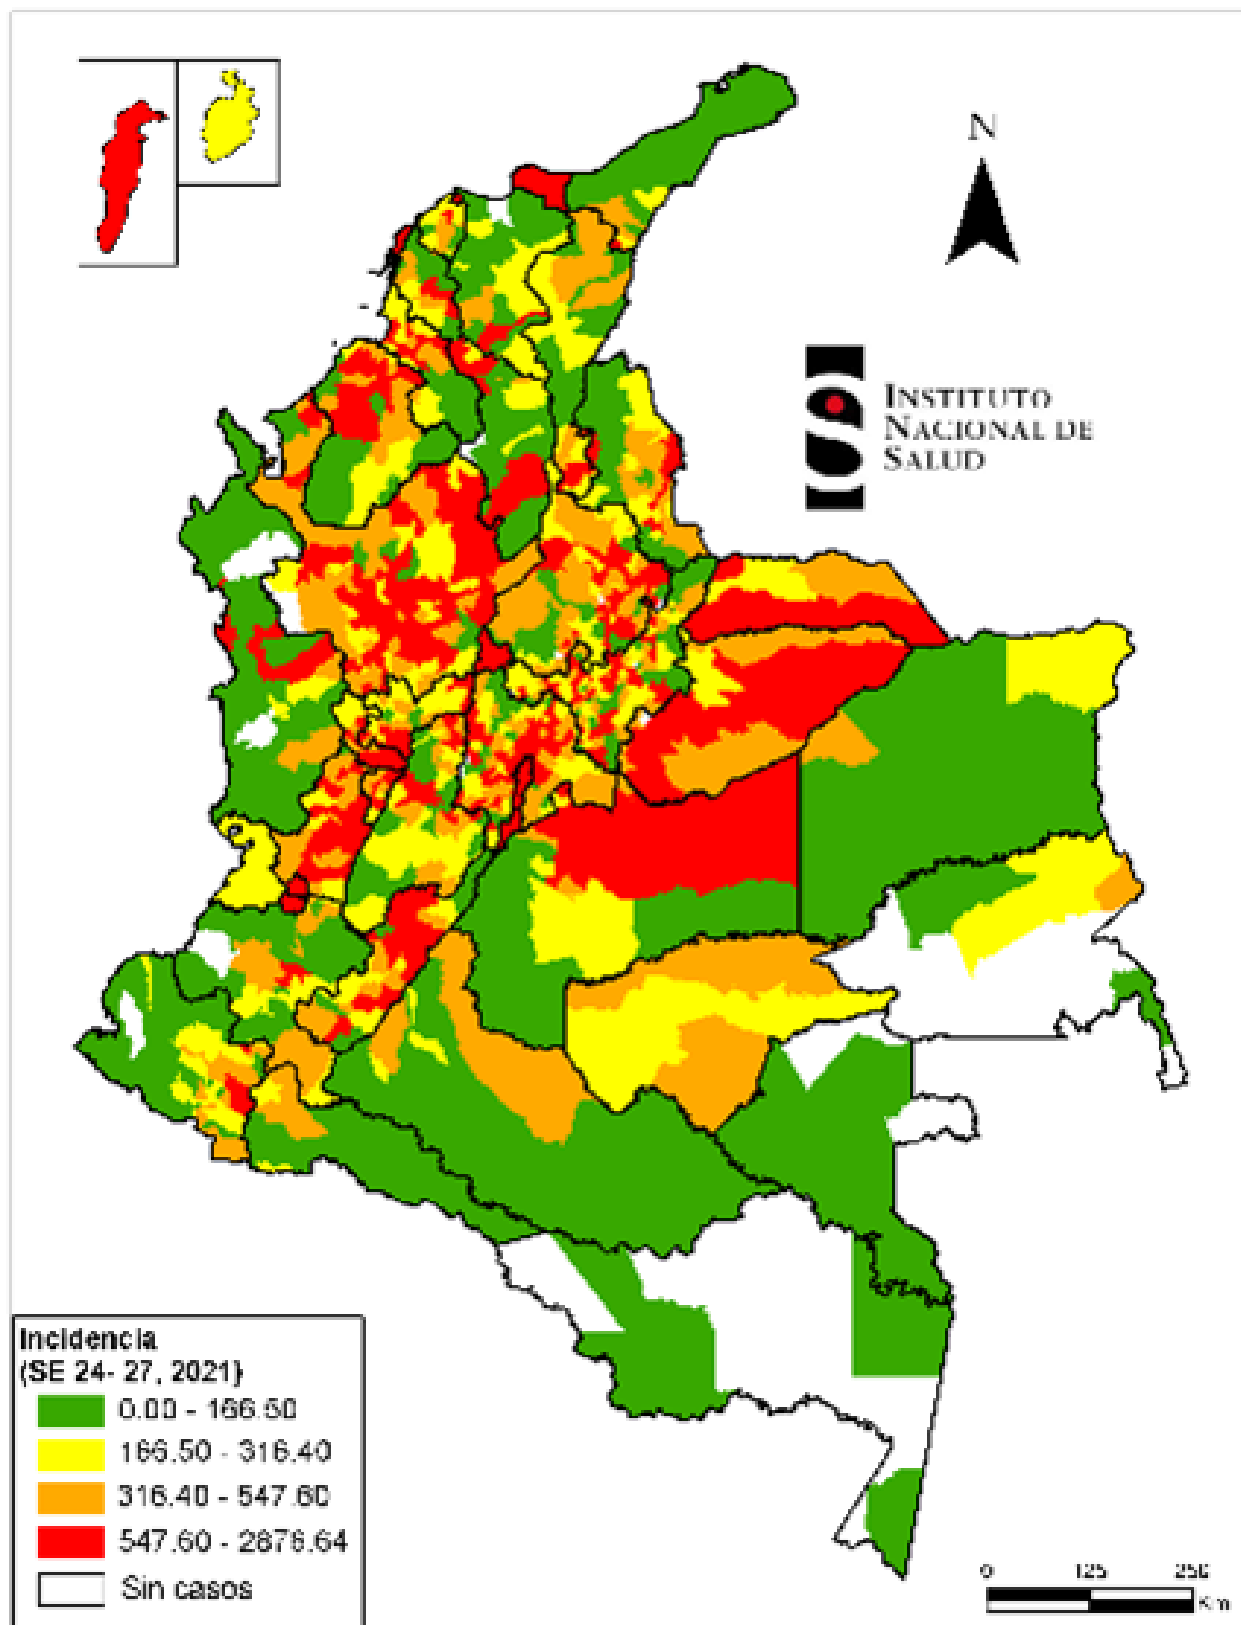 N
INSTITUTO
NACIONAL DE
SALUD
Incidencia
(SE 24- 27, 2021)
0.00 - 166.50
166.50 - 316.40
316.40 - 547.60
547.60 - 2876.64
Sin casos
0 125 250
Km